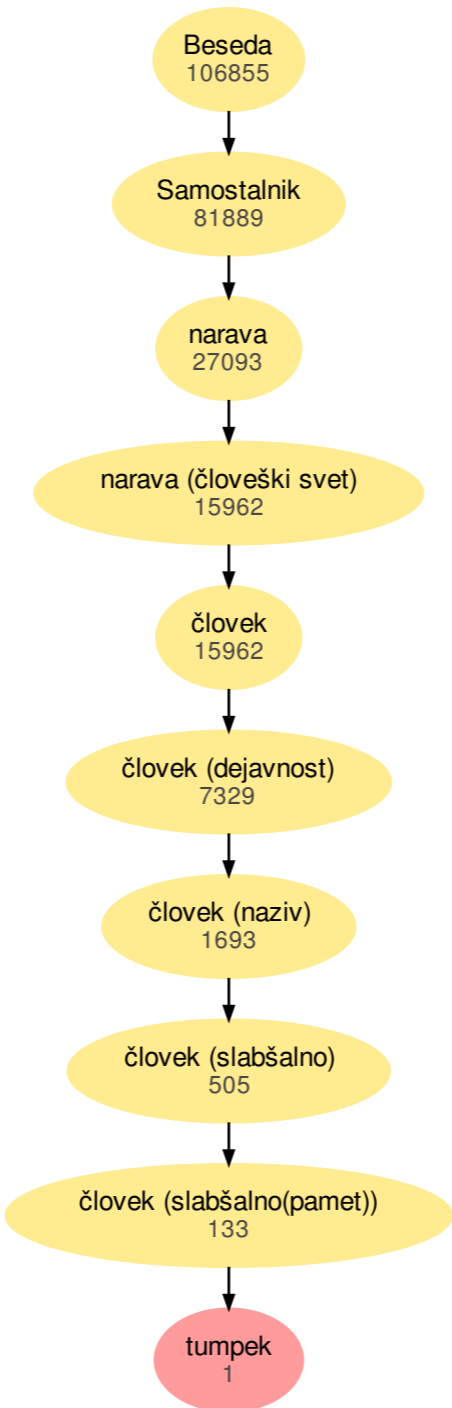 Beseda
106855
Samostalnik
81889
narava
27093
narava (človeški svet)
15962
človek
15962
človek (dejavnost)
7329
človek (naziv)
1693
človek (slabšalno)
505
človek (slabšalno(pamet))
133
tumpek
1